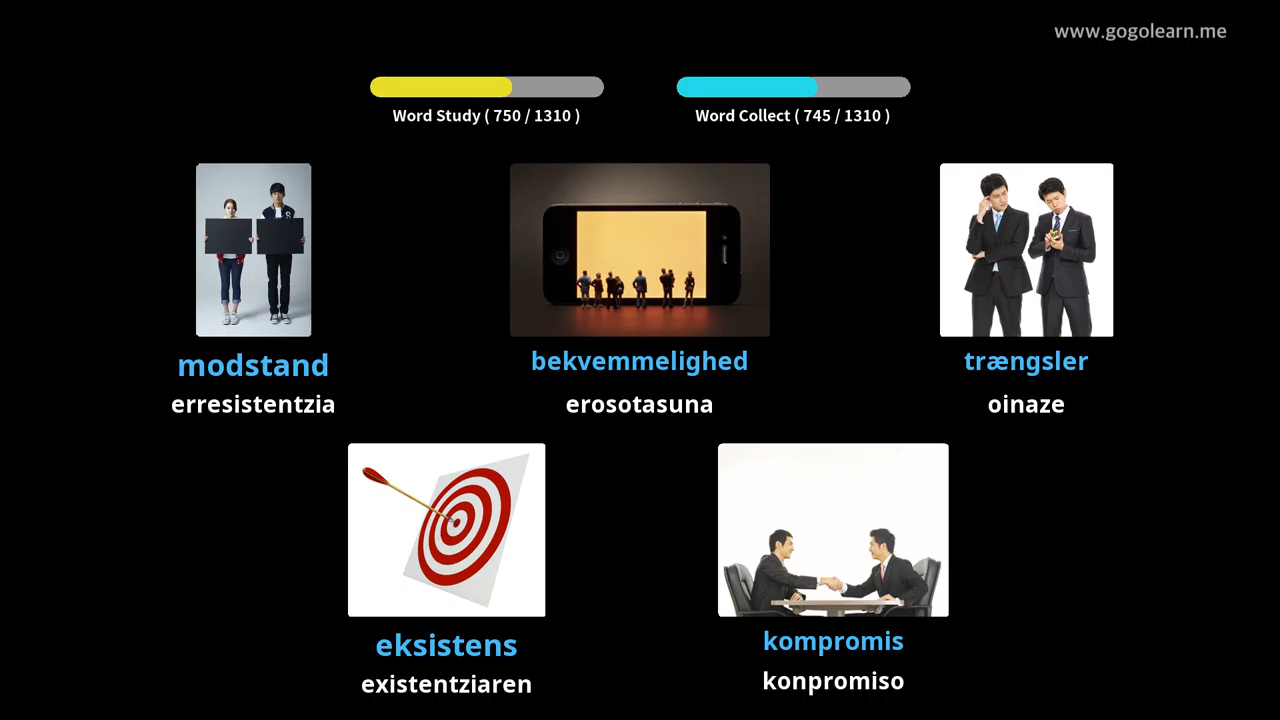 www.gogolearn.me
Word Study ( 750 / 1310 )
Word Collect ( 745 / 1310 )
modstand
bekvemmelighed
trængsler
erresistentzia
erosotasuna
oinaze
eksistens
kompromis
existentziaren
konpromiso